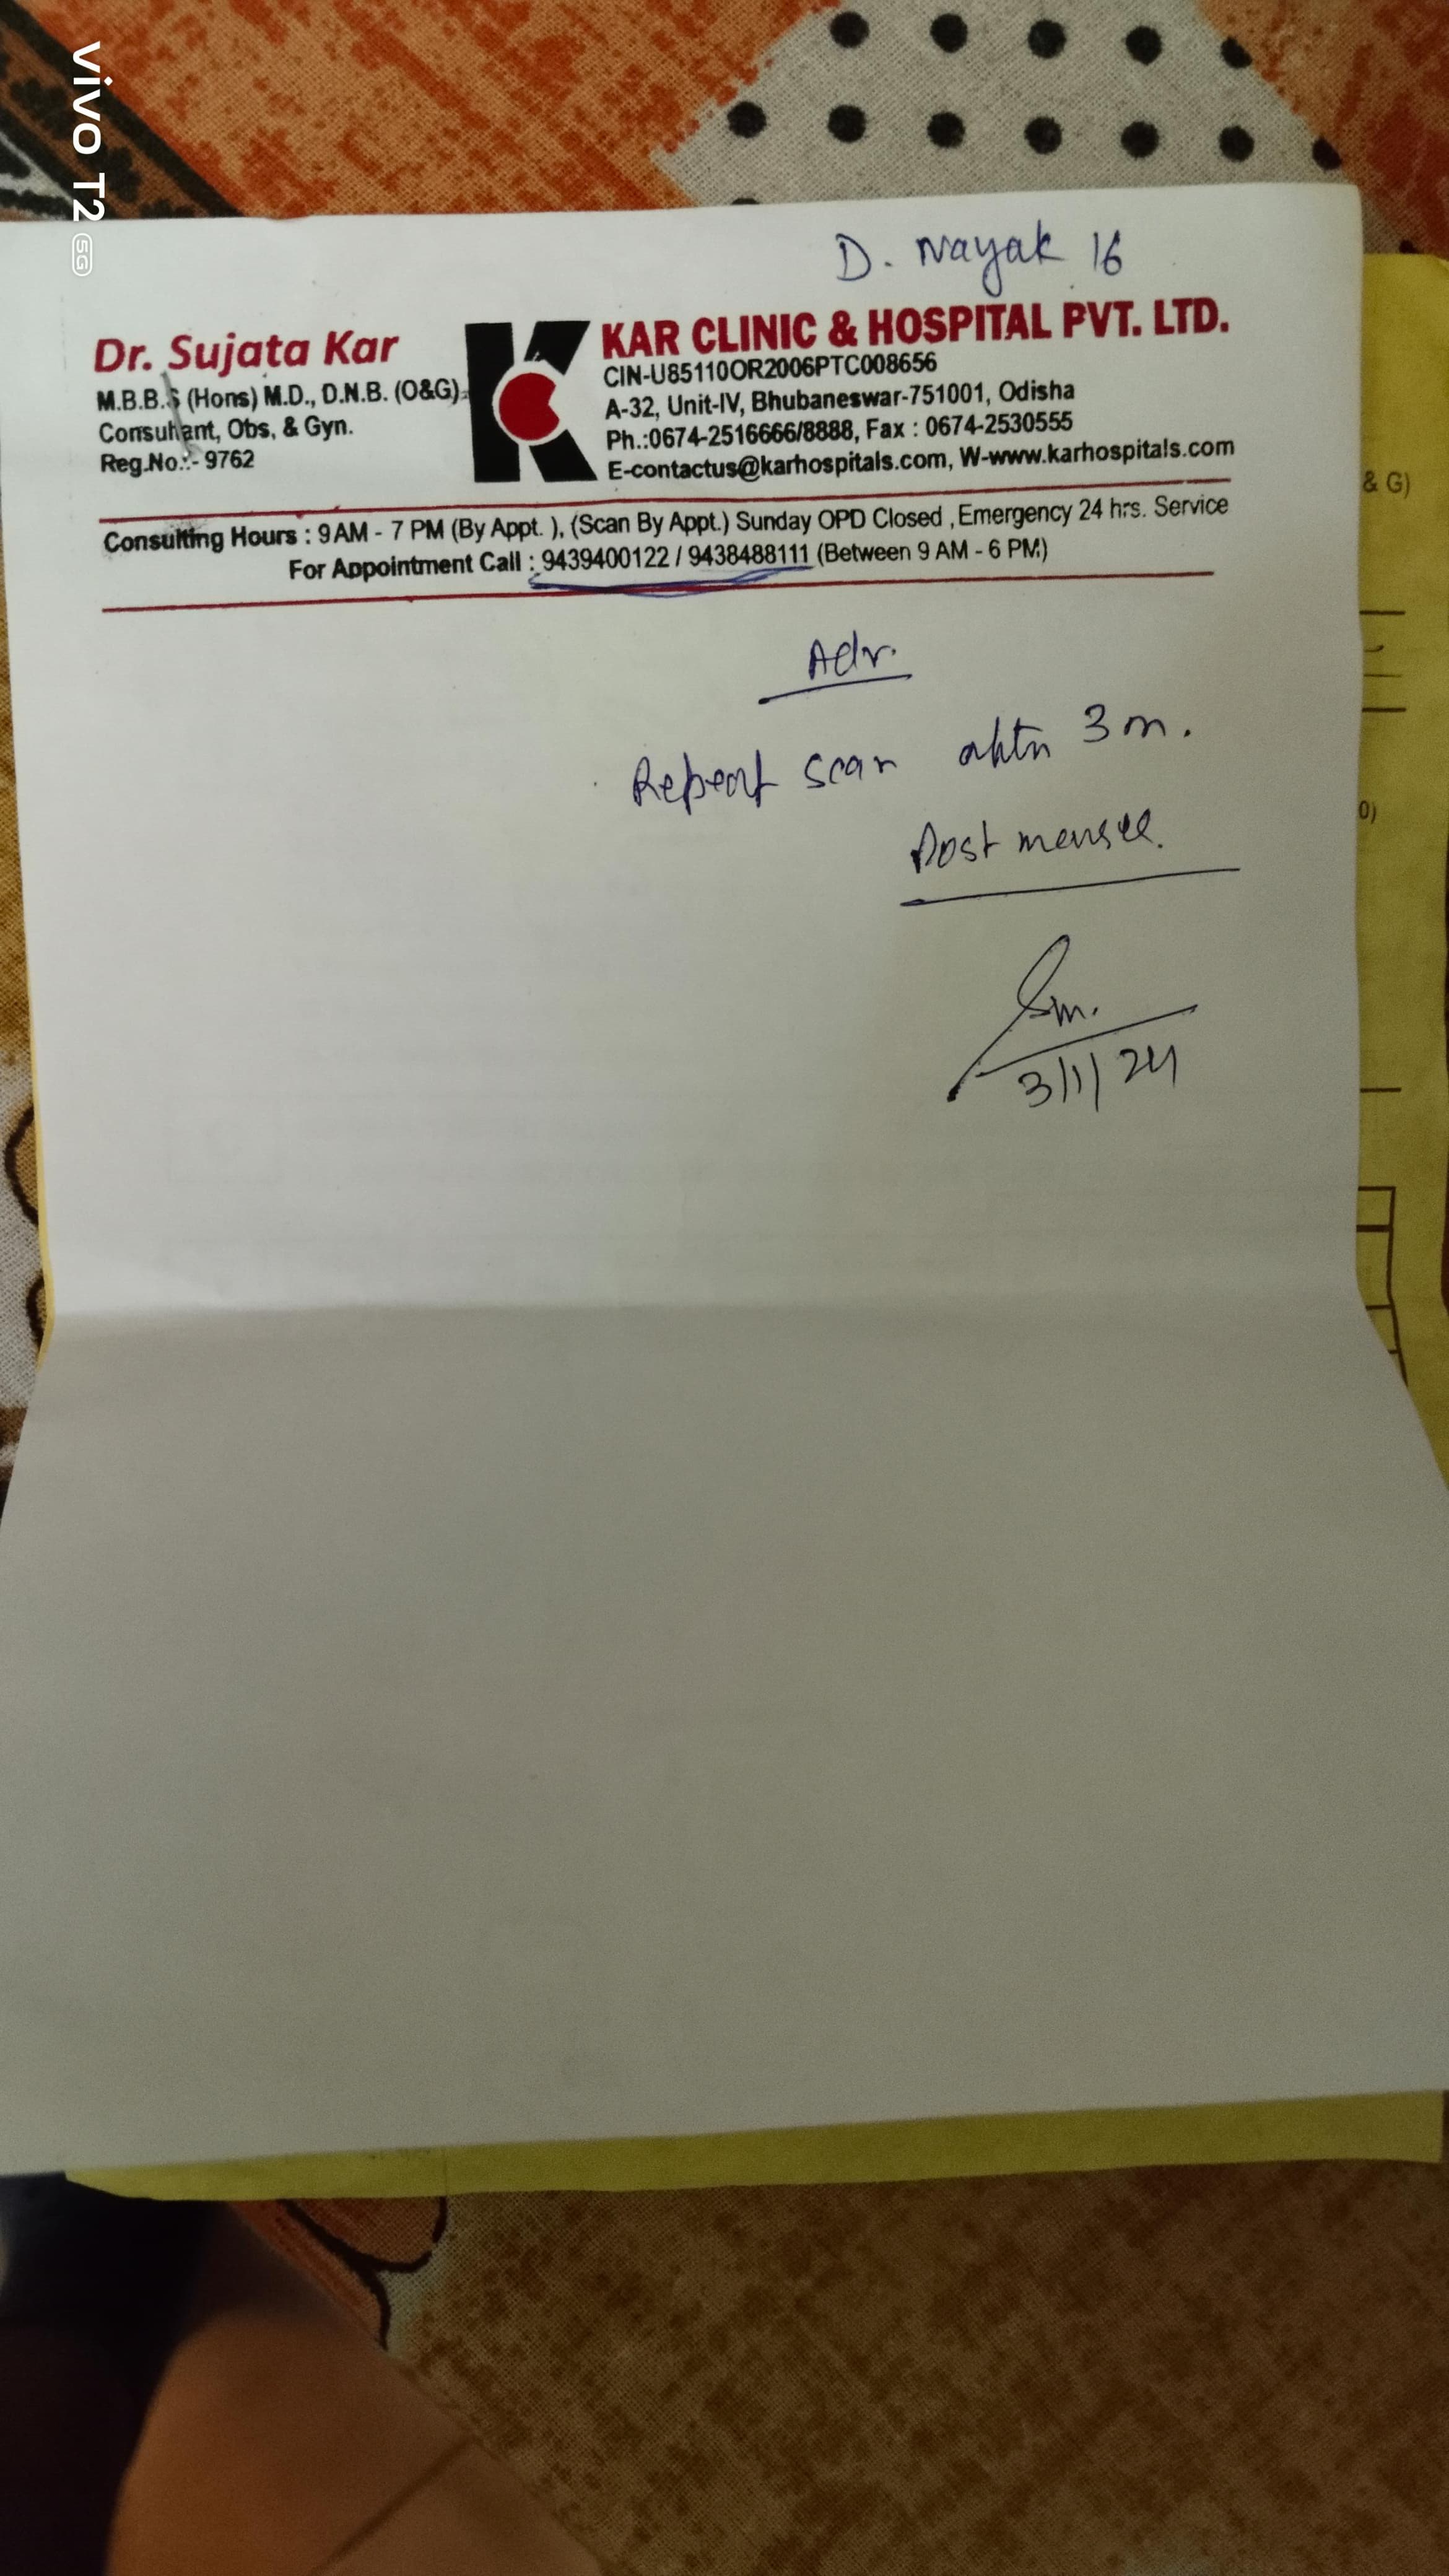 vivo T2 5G
D. Nayak 16
Dr. Sujata Kar
M.B.B.S (Hons) M.D., D.N.B. (O&G)
Consultant, Obs, & Gyn.
Reg.No.:- 9762
KAR CLINIC & HOSPITAL PVT. LTD.
CIN-U85110OR2006PTC008656
A-32, Unit-IV, Bhubaneswar-751001, Odisha
Ph.:0674-2516666/8888, Fax : 0674-2530555
E-contactus@karhospitals.com, W-www.karhospitals.com
Consulting Hours : 9 AM - 7 PM (By Appt. ), (Scan By Appt.) Sunday OPD Closed , Emergency 24 hrs. Service
For Appointment Call : 9439400122 / 9438488111 (Between 9 AM - 6 PM)
Adv.
Repeat scan after 3 m.
Post menses.
3/1/24
& G)
0)